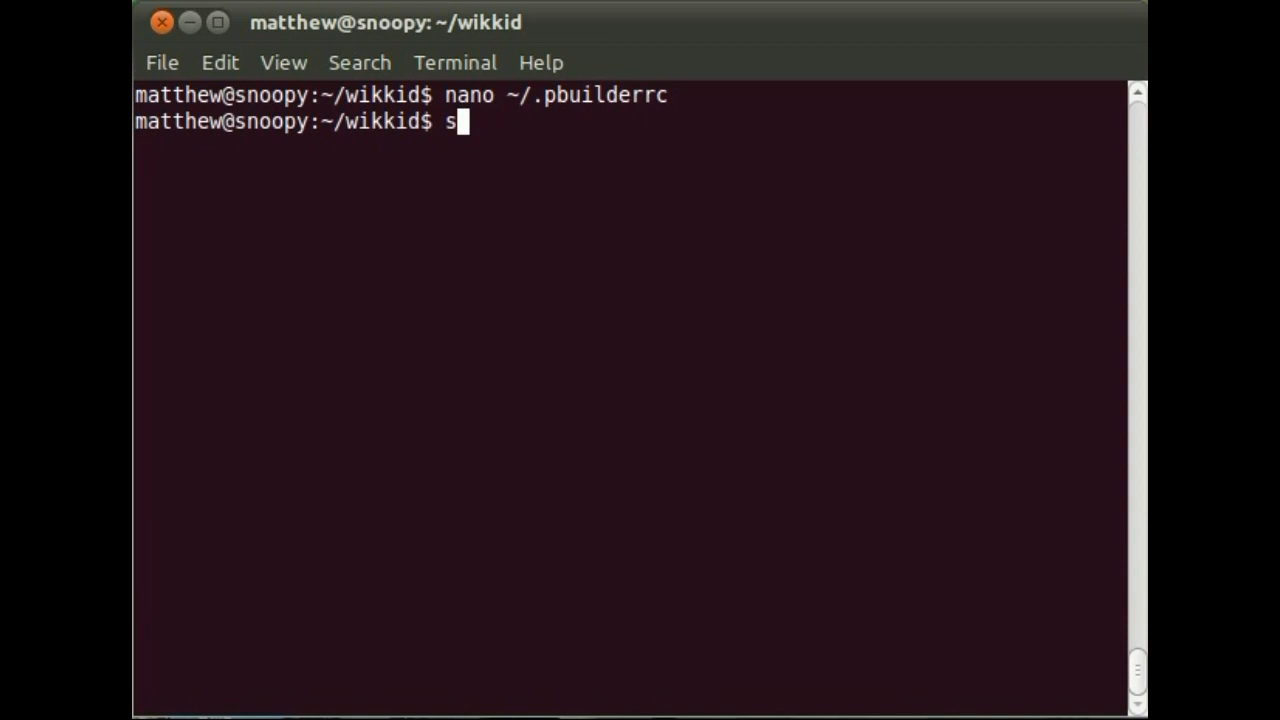 matthew@snoopy: ~/wikkid
File Edit View Search Terminal Help
matthew@snoopy:~/wikkid$ nano ~/.pbuilderrc
matthew@snoopy:~/wikkid$ s